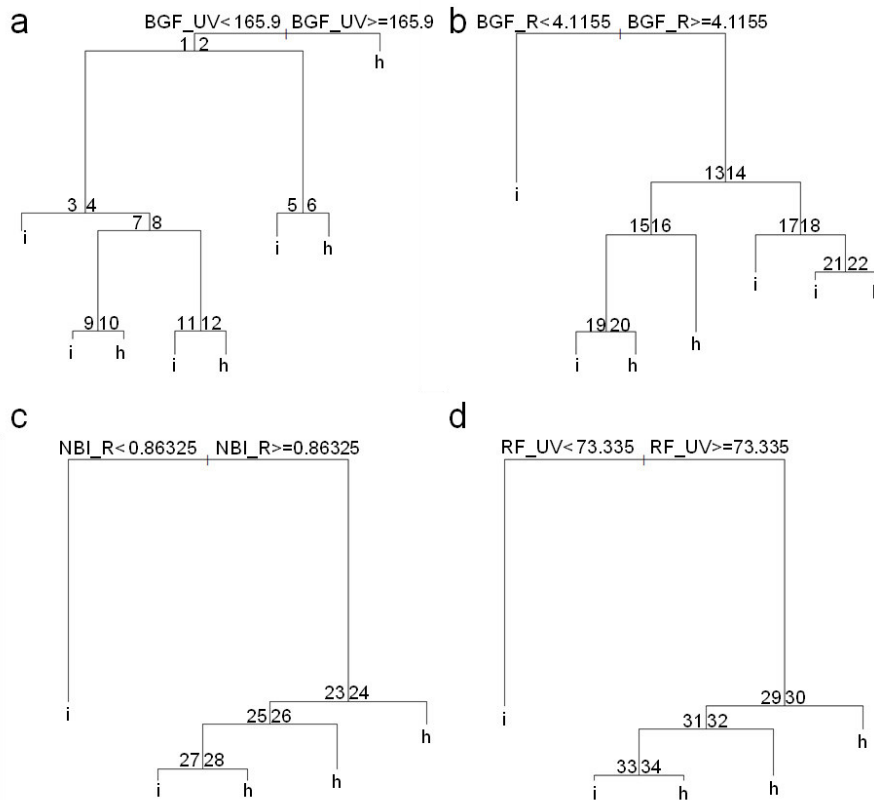 a
BGF_UV<165.9 BGF_UV>=165.9
1 2
h
3 4
5 6
i
7 8
i h
9 10
11 12
i h
i h
b
BGF_R<4.1155 BGF_R>=4.1155
i
13 14
15 16
17 18
i
21 22
i
19 20
h
i h
c
NBI_R<0.86325 NBI_R>=0.86325
i
23 24
25 26
h
27 28
h
i h
d
RF_UV<73.335 RF_UV>=73.335
i
29 30
31 32
h
33 34
h
i h